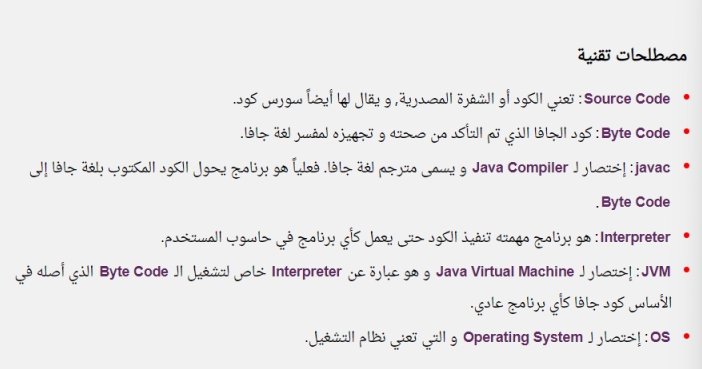 مصطلحات تقنية
Source Code: تعني الكود أو الشفرة المصدرية, و يقال لها أيضاً سورس كود.
Byte Code: كود الجافا الذي تم التأكد من صحته و تجهيزه لمفسر لغة جافا.
javac: إختصار لـ Java Compiler و يسمى مترجم لغة جافا. فعلياً هو برنامج يحول الكود المكتوب بلغة جافا إلى
Byte Code.
Interpreter: هو برنامج مهمته تنفيذ الكود حتى يعمل كأي برنامج في حاسوب المستخدم.
JVM: إختصار لـ Java Virtual Machine و هو عبارة عن Interpreter خاص لتشغيل الـ Byte Code الذي أصله في
الأساس كود جافا كأي برنامج عادي.
OS: إختصار لـ Operating System و التي تعني نظام التشغيل.